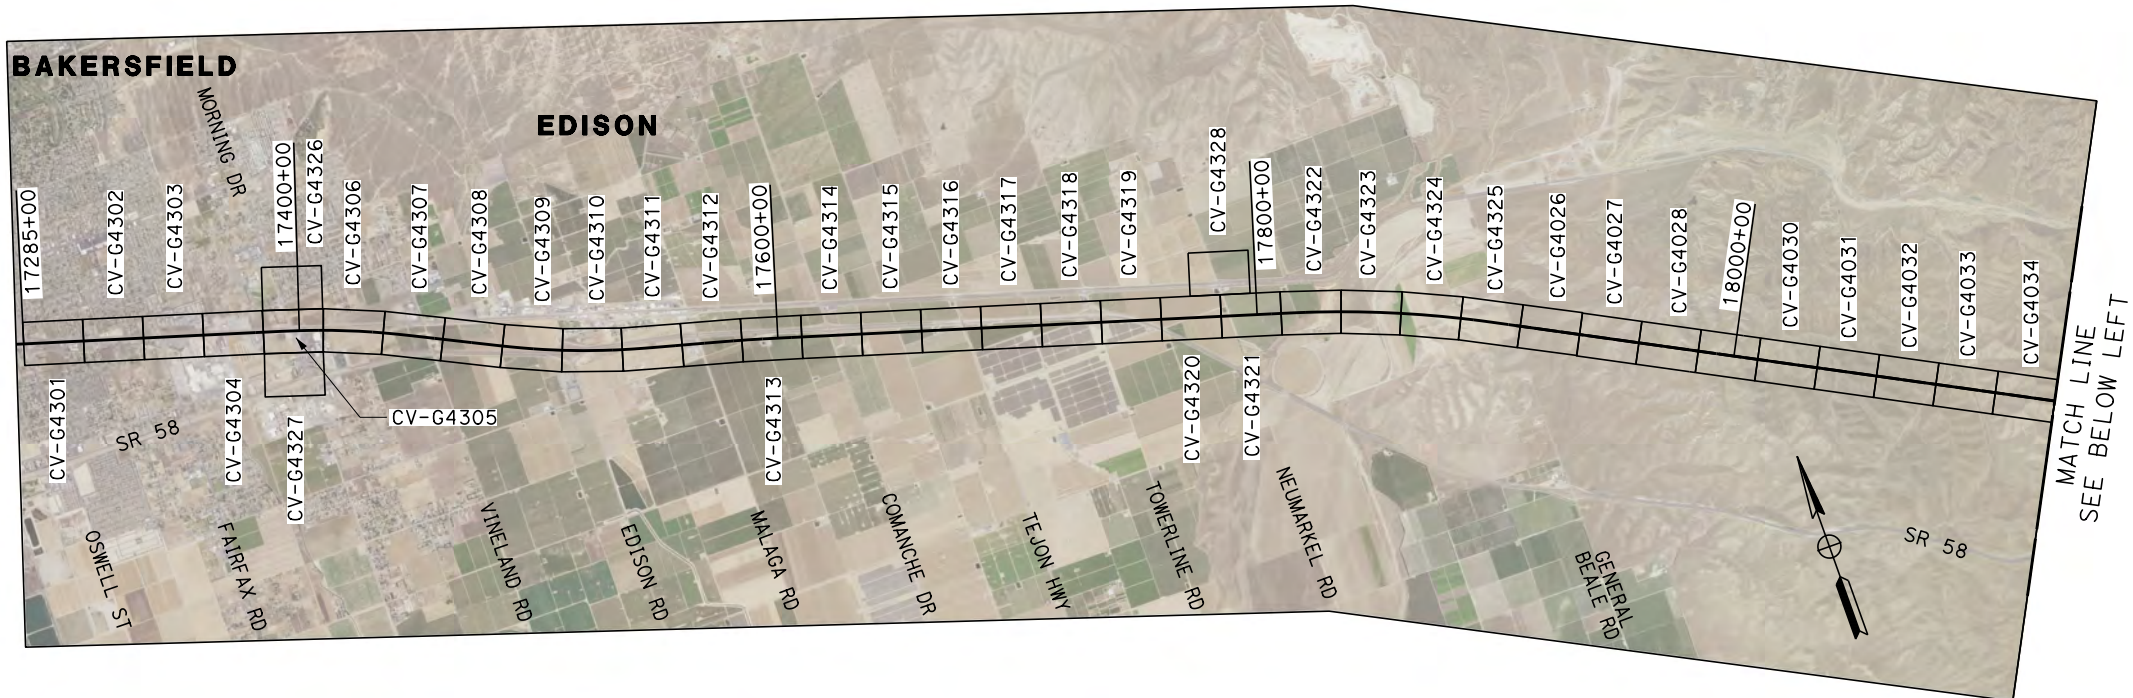 BAKERSFIELD
EDISON
MORNING DR
17285+00
CV-G4302
CV-G4303
17400+00
CV-G4326
CV-G4306
CV-G4307
CV-G4308
CV-G4309
CV-G4310
CV-G4311
CV-G4312
17600+00
CV-G4314
CV-G4315
CV-G4316
CV-G4317
CV-G4318
CV-G4319
CV-G4328
17800+00
CV-G4322
CV-G4323
CV-G4324
CV-G4325
CV-G4026
CV-G4027
CV-G4028
18000+00
CV-G4030
CV-G4031
CV-G4032
CV-G4033
CV-G4034
CV-G4301
SR 58
CV-G4304
CV-G4327
CV-G4305
CV-G4313
CV-G4320
CV-G4321
OSWELL ST
FAIRFAX RD
VINELAND RD
EDISON RD
MALAGA RD
COMANCHE DR
TEJON HWY
TOWERLINE RD
NEUMARKEL RD
GENERAL
BEALE RD
SR 58
MATCH LINE
SEE BELOW LEFT